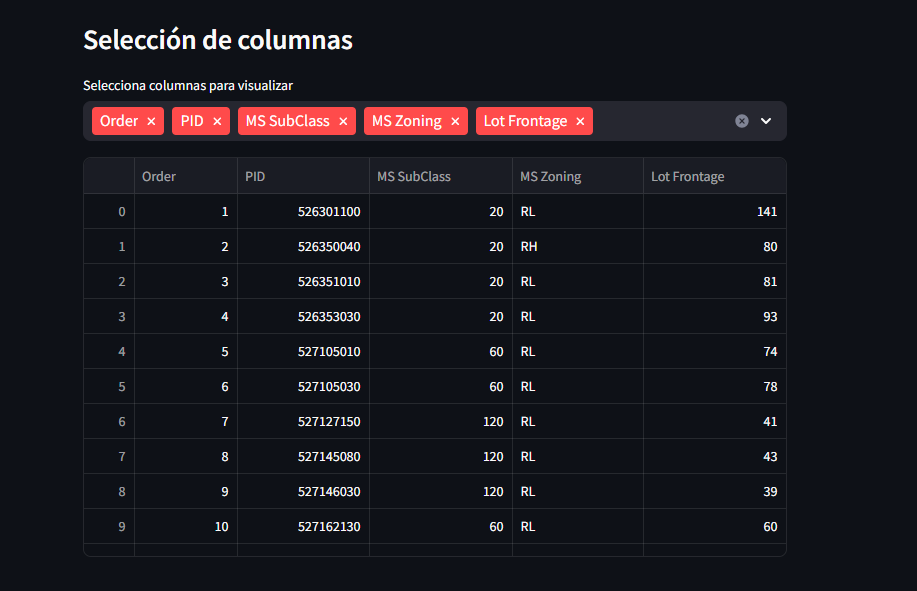 Selección de columnas
Selecciona columnas para visualizar
Order × PID × MS SubClass × MS Zoning × Lot Frontage ×
Order PID MS SubClass MS Zoning Lot Frontage
0 1 526301100 20 RL 141
1 2 526350040 20 RH 80
2 3 526351010 20 RL 81
3 4 526353030 20 RL 93
4 5 527105010 60 RL 74
5 6 527105030 60 RL 78
6 7 527127150 120 RL 41
7 8 527145080 120 RL 43
8 9 527146030 120 RL 39
9 10 527162130 60 RL 60